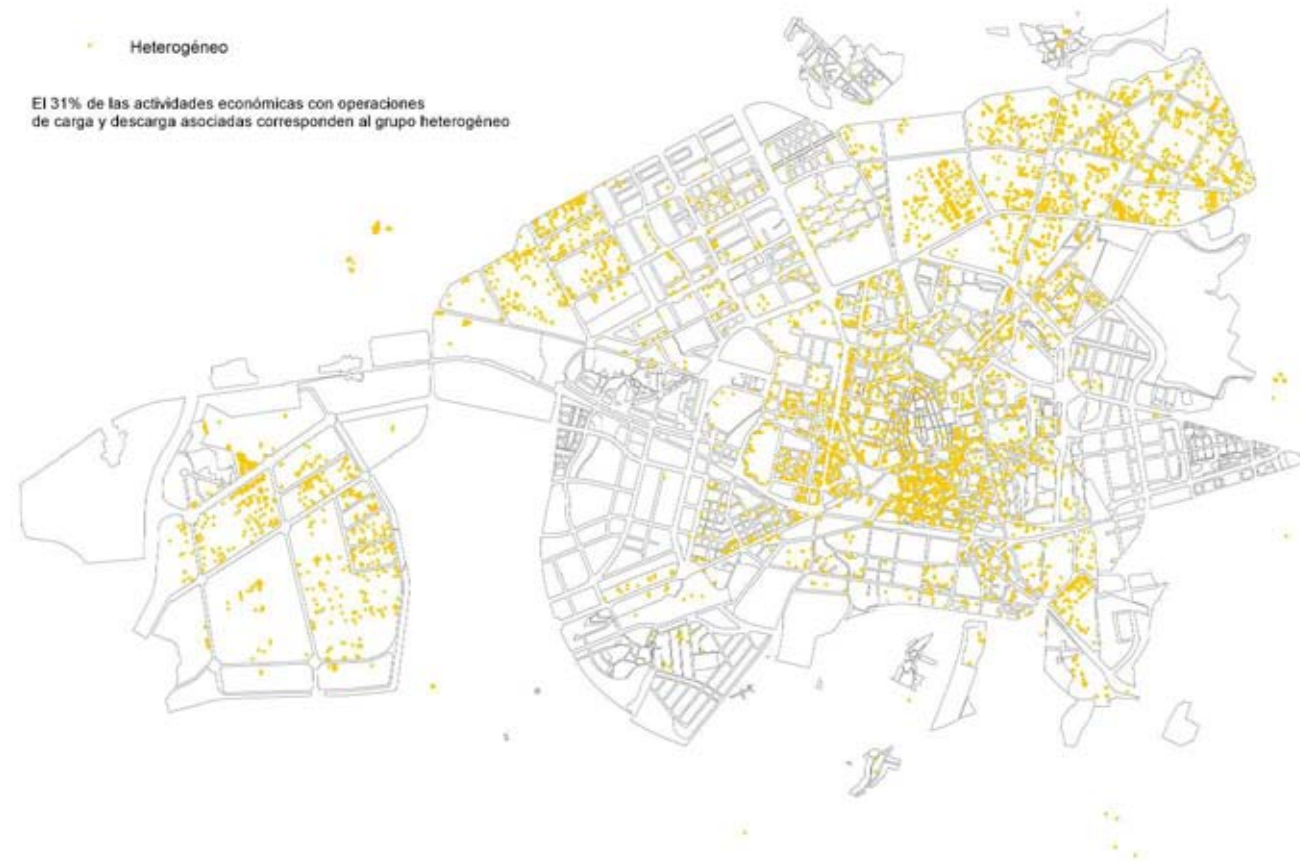 Heterogéneo
El 31% de las actividades económicas con operaciones
de carga y descarga asociadas corresponden al grupo heterogéneo